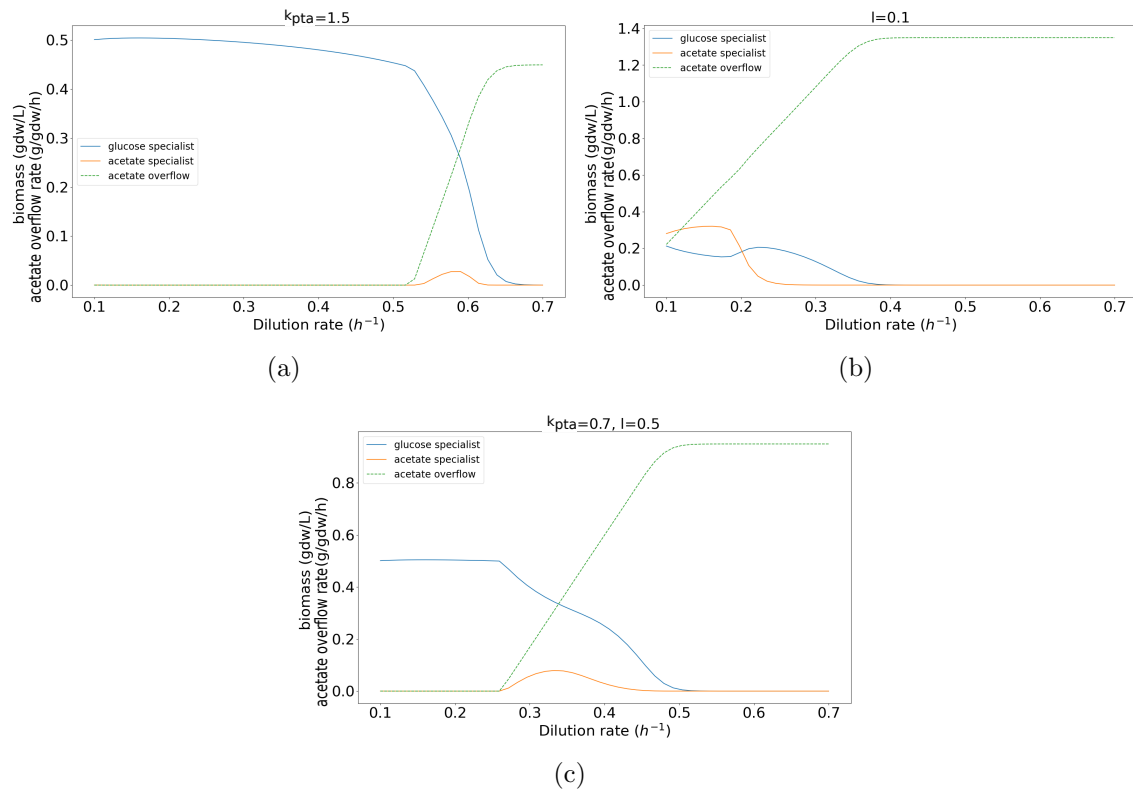 kpta=1.5
0.5
0.4
0.3
0.2
0.1
0.0
biomass (gdw/L)
acetate overflow rate(g/gdw/h)
glucose specialist
acetate specialist
acetate overflow
0.1 0.2 0.3 0.4 0.5 0.6 0.7
Dilution rate (h⁻¹)
(a)
l=0.1
1.4
1.2
1.0
0.8
0.6
0.4
0.2
0.0
biomass (gdw/L)
acetate overflow rate(g/gdw/h)
glucose specialist
acetate specialist
acetate overflow
0.1 0.2 0.3 0.4 0.5 0.6 0.7
Dilution rate (h⁻¹)
(b)
kpta=0.7, l=0.5
0.8
0.6
0.4
0.2
0.0
biomass (gdw/L)
acetate overflow rate(g/gdw/h)
glucose specialist
acetate specialist
acetate overflow
0.1 0.2 0.3 0.4 0.5 0.6 0.7
Dilution rate (h⁻¹)
(c)